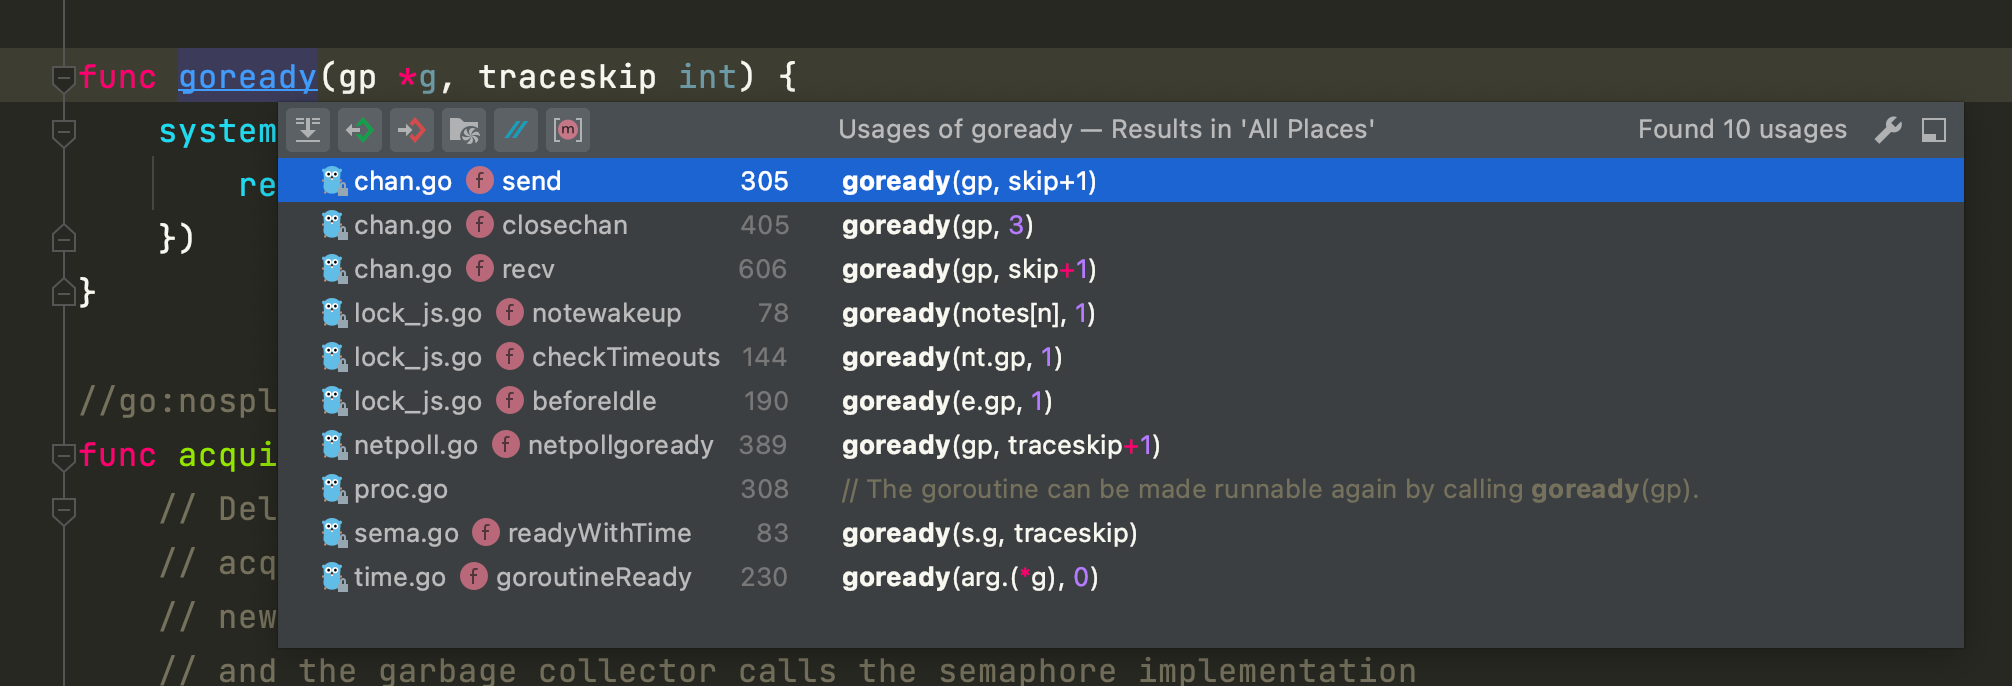 func goready(gp *g, traceskip int) {
system
Usages of goready — Results in 'All Places'
Found 10 usages
re
chan.go f send 305 goready(gp, skip+1)
chan.go f closechan 405 goready(gp, 3)
})
chan.go f recv 606 goready(gp, skip+1)
}
lock_js.go f notewakeup 78 goready(notes[n], 1)
lock_js.go f checkTimeouts 144 goready(nt.gp, 1)
//go:nospl
lock_js.go f beforeIdle 190 goready(e.gp, 1)
func acqui
netpoll.go f netpollgoready 389 goready(gp, traceskip+1)
// Del
proc.go 308 // The goroutine can be made runnable again by calling goready(gp).
sema.go f readyWithTime 83 goready(s.g, traceskip)
// acq
time.go f goroutineReady 230 goready(arg.(*g), 0)
// new
// and the garbage collector calls the semaphore implementation